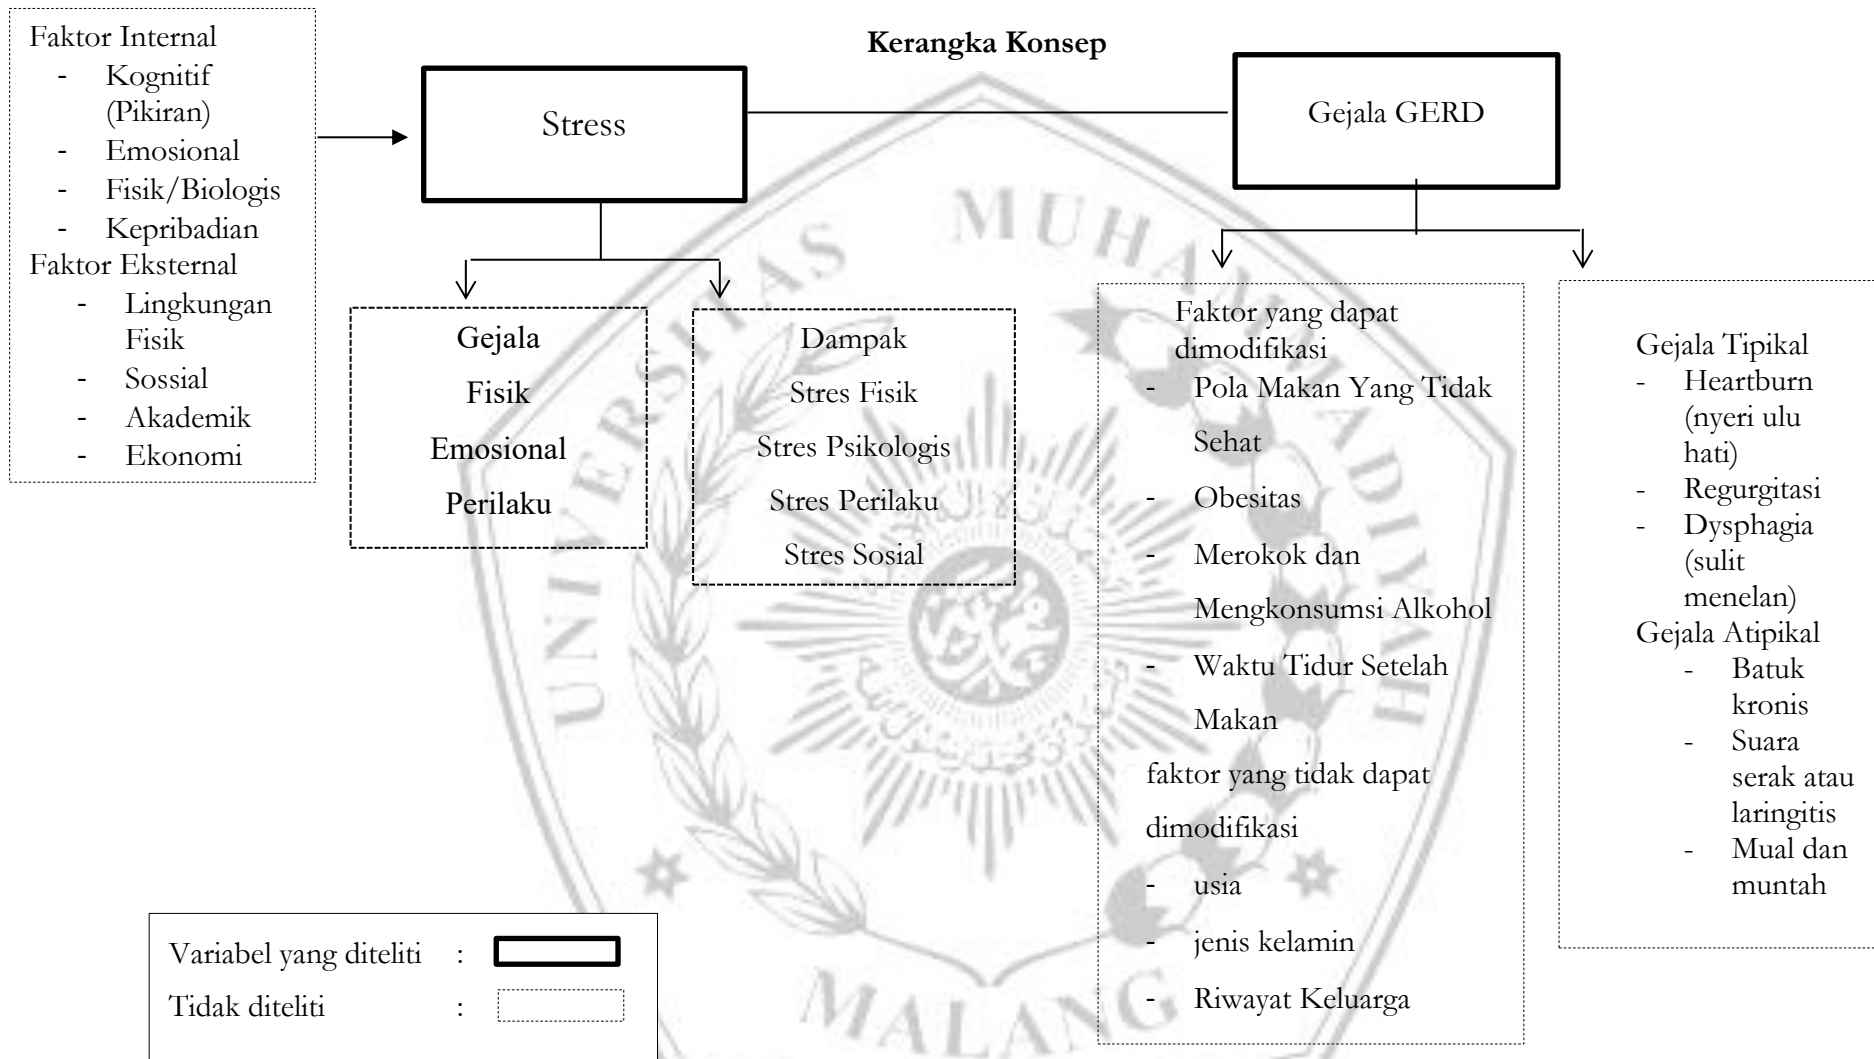 Kerangka Konsep
Faktor Internal
- Kognitif
(Pikiran)
- Emosional
- Fisik/Biologis
- Kepribadian
Faktor Eksternal
- Lingkungan
Fisik
- Sossial
- Akademik
- Ekonomi
Stress
Gejala GERD
Gejala
Fisik
Emosional
Perilaku
Dampak
Stres Fisik
Stres Psikologis
Stres Perilaku
Stres Sosial
Faktor yang dapat
dimodifikasi
- Pola Makan Yang Tidak
Sehat
- Obesitas
- Merokok dan
Mengkonsumsi Alkohol
- Waktu Tidur Setelah
Makan
faktor yang tidak dapat
dimodifikasi
- usia
- jenis kelamin
- Riwayat Keluarga
Gejala Tipikal
- Heartburn
(nyeri ulu
hati)
- Regurgitasi
- Dysphagia
(sulit
menelan)
Gejala Atipikal
- Batuk
kronis
- Suara
serak atau
laringitis
- Mual dan
muntah
Variabel yang diteliti :
Tidak diteliti :
UNIVERSITAS MUHAMMADIYAH
MALANG